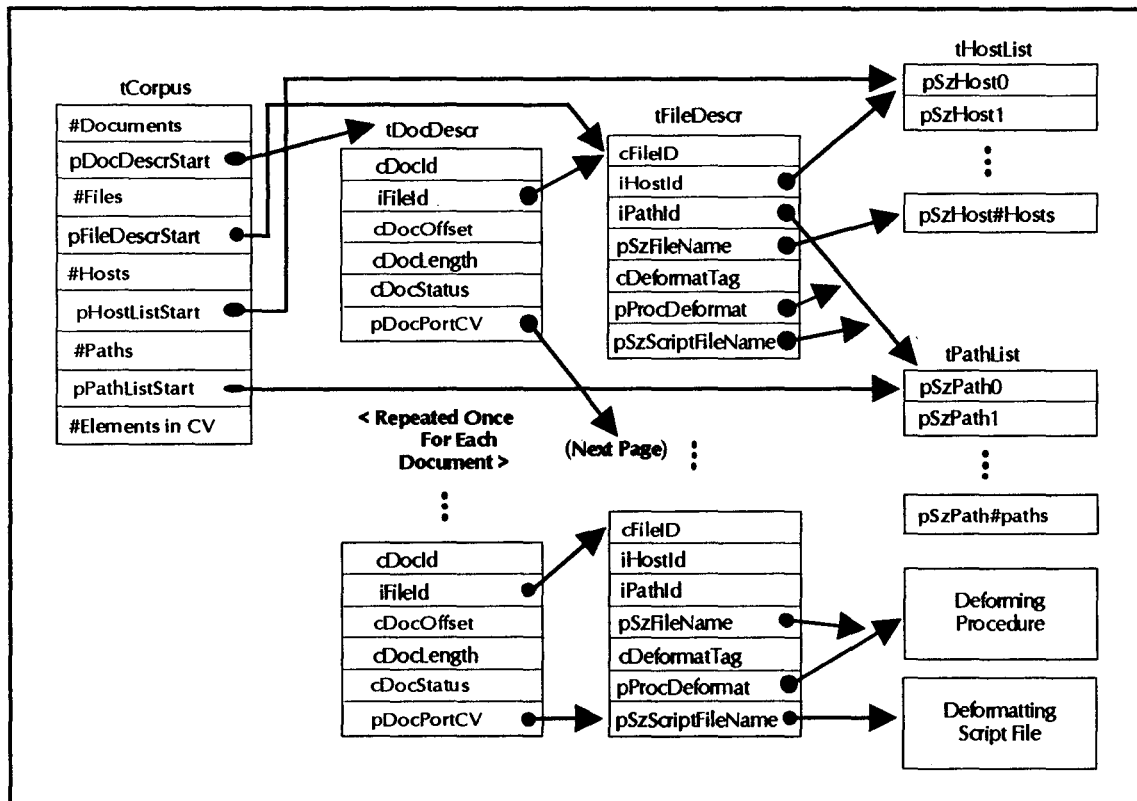 tCorpus
#Documents
pDocDescrStart
#Files
pFileDescrStart
#Hosts
pHostListStart
#Paths
pPathListStart
#Elements in CV
tDocDescr
cDocId
iFileId
cDocOffset
cDocLength
cDocStatus
pDocPortCV
< Repeated Once
For Each
Document >
(Next Page)
cDocId
iFileId
cDocOffset
cDocLength
cDocStatus
pDocPortCV
tFileDescr
cFileID
iHostId
iPathId
pSzFileName
cDeformatTag
pProcDeformat
pSzScriptFileName
cFileID
iHostId
iPathId
pSzFileName
cDeformatTag
pProcDeformat
pSzScriptFileName
tHostList
pSzHost0
pSzHost1
pSzHost#Hosts
tPathList
pSzPath0
pSzPath1
pSzPath#paths
Deforming
Procedure
Deformatting
Script File